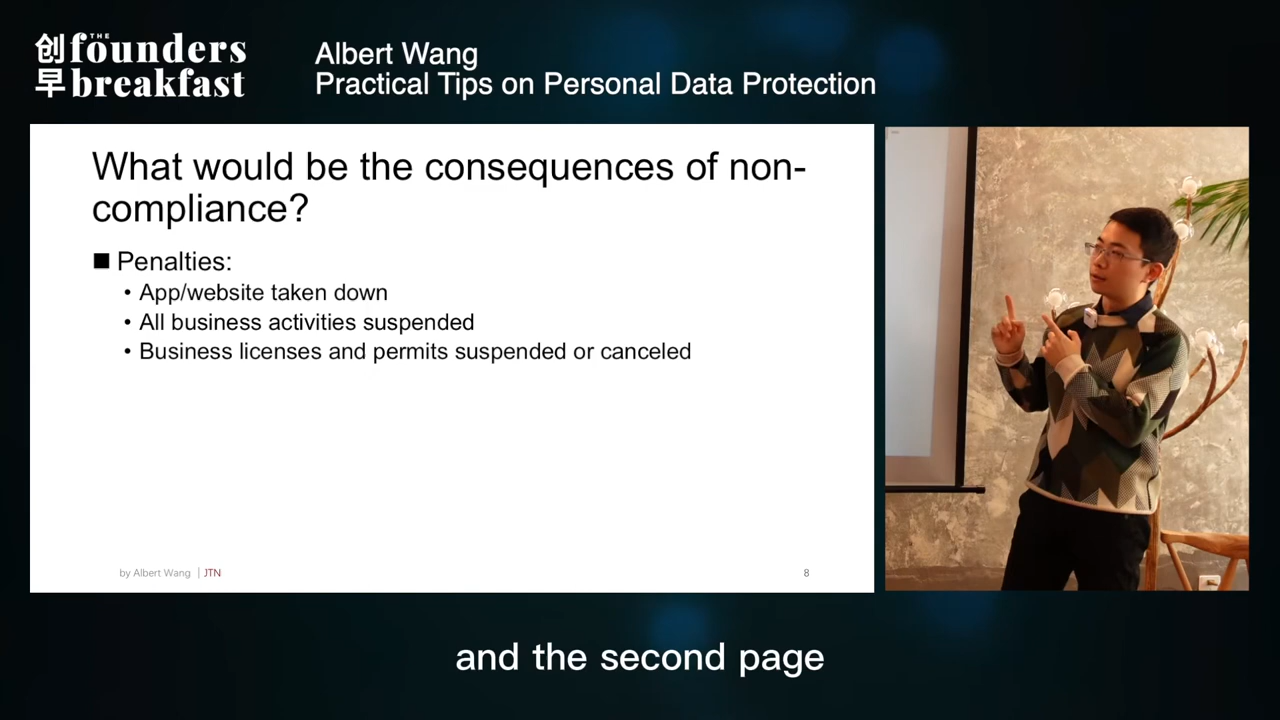 创 THE founders
早 breakfast
Albert Wang
Practical Tips on Personal Data Protection
What would be the consequences of non-
compliance?
■ Penalties:
• App/website taken down
• All business activities suspended
• Business licenses and permits suspended or canceled
by Albert Wang | JTN
8
and the second page